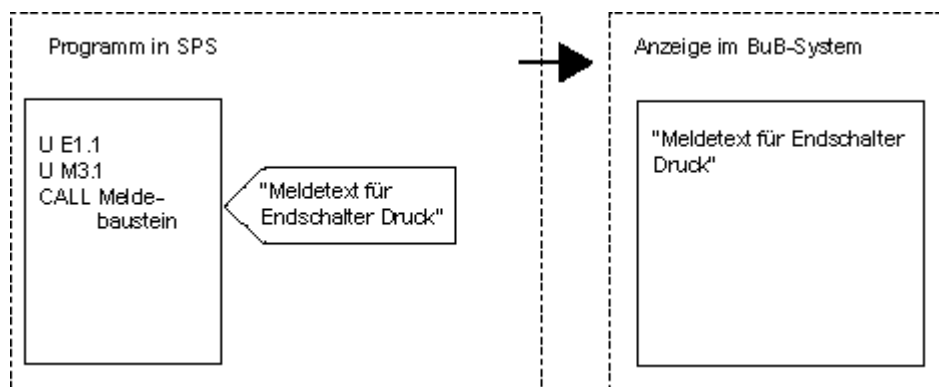 Programm in SPS
U E1.1
U M3.1
CALL Melde-
baustein
"Meldetext für
Endschalter Druck"
Anzeige im BuB-System
"Meldetext für Endschalter
Druck"